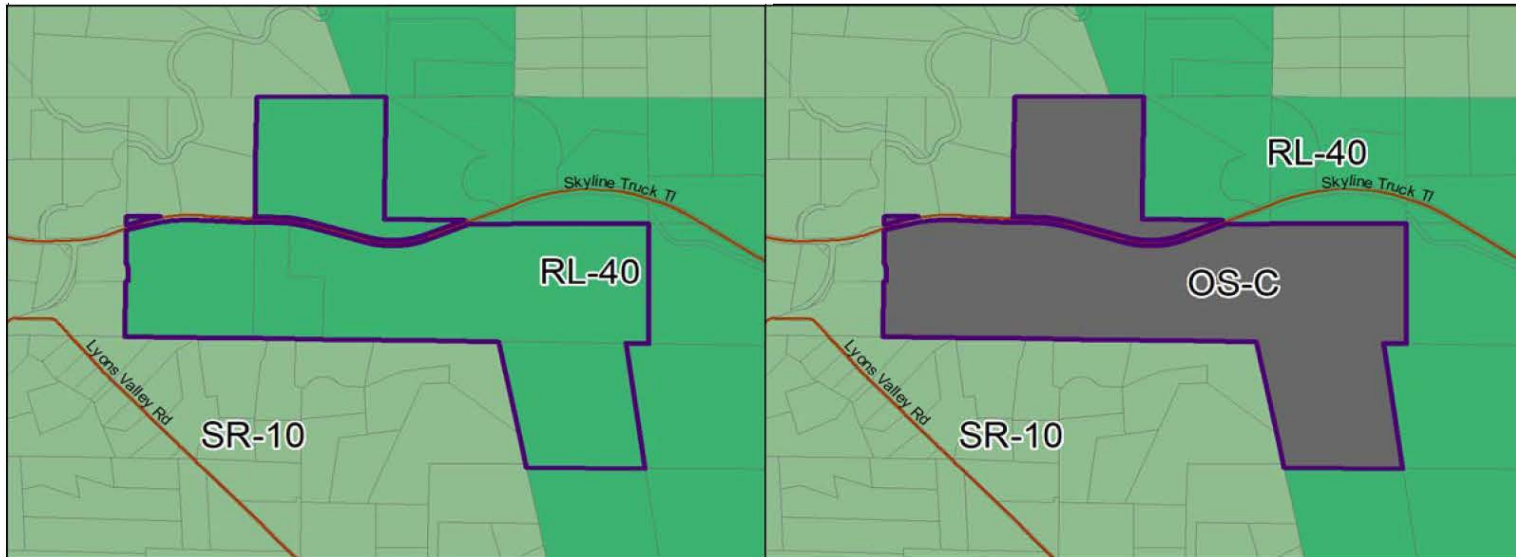 Skyline Truck Tl
RL-40
Lyons Valley Rd
SR-10
RL-40
Skyline Truck Tl
OS-C
Lyons Valley Rd
SR-10